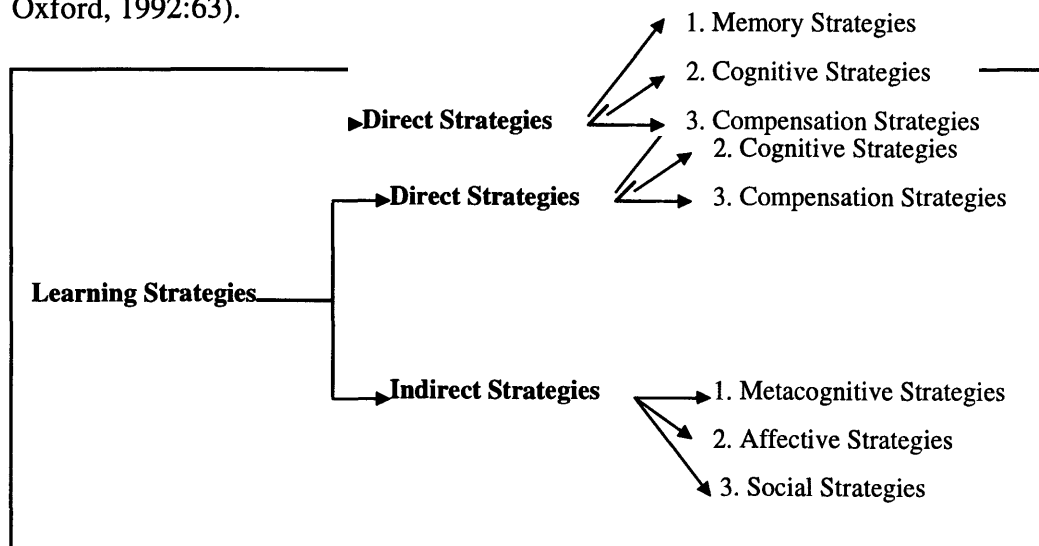 Oxford, 1992:63).
1. Memory Strategies
2. Cognitive Strategies
Direct Strategies
3. Compensation Strategies
2. Cognitive Strategies
Direct Strategies
3. Compensation Strategies
Learning Strategies
Indirect Strategies
1. Metacognitive Strategies
2. Affective Strategies
3. Social Strategies